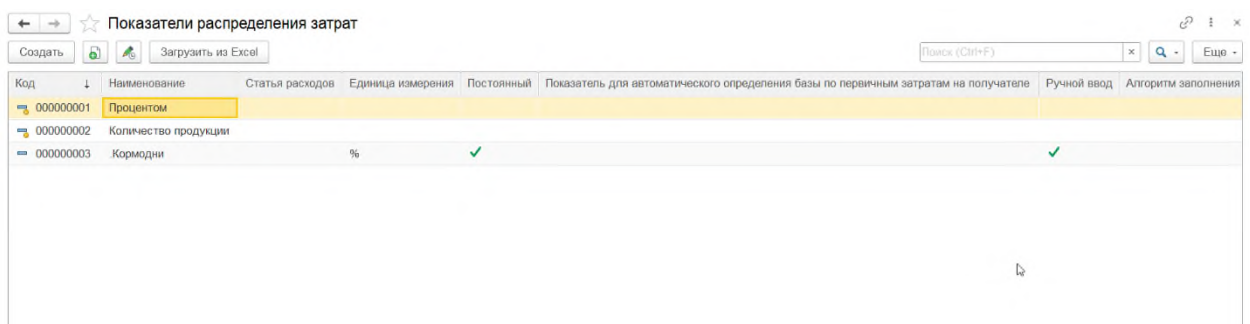 Показатели распределения затрат
Создать Загрузить из Excel Поиск (Ctrl+F) Еще
Код Наименование Статья расходов Единица измерения Постоянный Показатель для автоматического определения базы по первичным затратам на получателе Ручной ввод Алгоритм заполнения
000000001 Процентом
000000002 Количество продукции
000000003 .Кормодни %